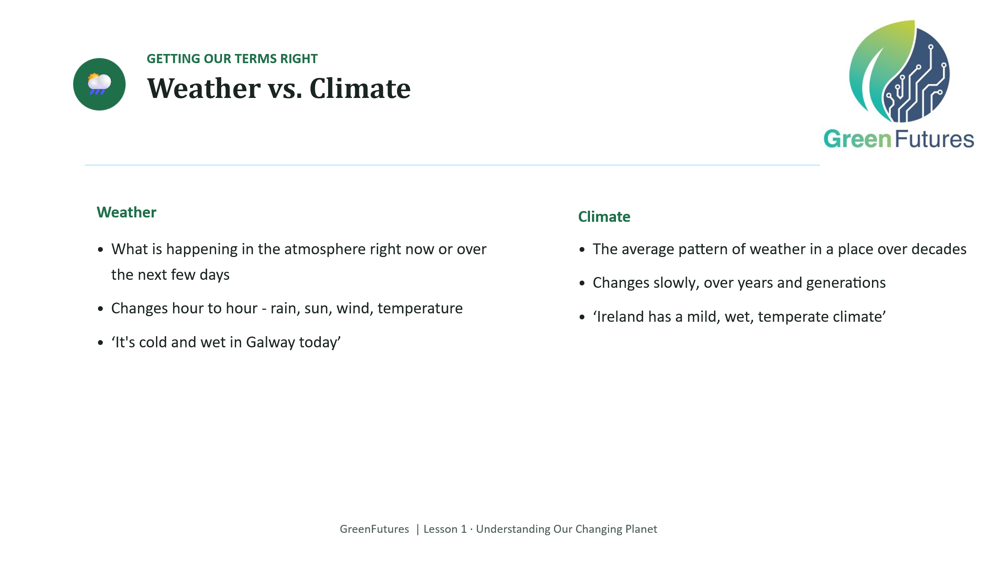 GETTING OUR TERMS RIGHT
Weather vs. Climate
GreenFutures
Weather
• What is happening in the atmosphere right now or over
the next few days
• Changes hour to hour - rain, sun, wind, temperature
• ‘It's cold and wet in Galway today’
Climate
• The average pattern of weather in a place over decades
• Changes slowly, over years and generations
• ‘Ireland has a mild, wet, temperate climate’
GreenFutures | Lesson 1 · Understanding Our Changing Planet